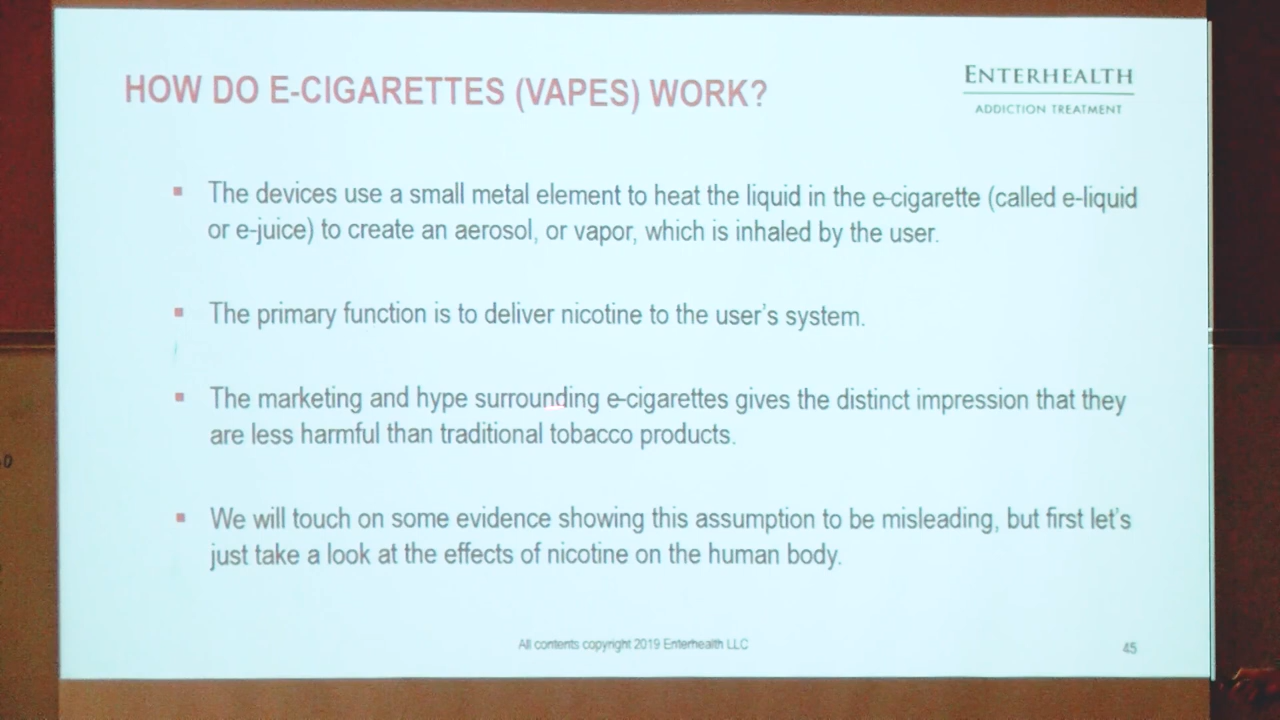 HOW DO E-CIGARETTES (VAPES) WORK?
ENTERHEALTH
ADDICTION TREATMENT
▪ The devices use a small metal element to heat the liquid in the e-cigarette (called e-liquid
or e-juice) to create an aerosol, or vapor, which is inhaled by the user.
▪ The primary function is to deliver nicotine to the user's system.
▪ The marketing and hype surrounding e-cigarettes gives the distinct impression that they
are less harmful than traditional tobacco products.
▪ We will touch on some evidence showing this assumption to be misleading, but first let's
just take a look at the effects of nicotine on the human body.
All contents copyright 2019 Enterhealth LLC
45